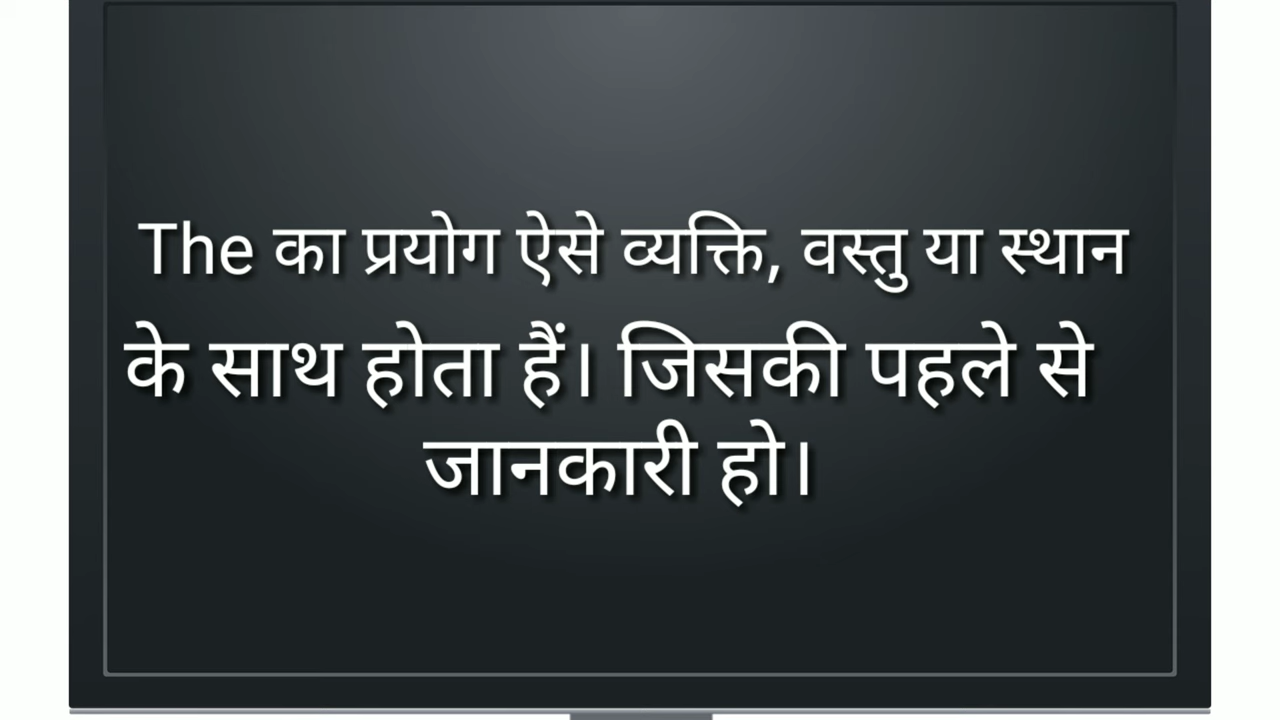 The का प्रयोग ऐसे व्यक्ति, वस्तु या स्थान
के साथ होता हैं। जिसकी पहले से
जानकारी हो।